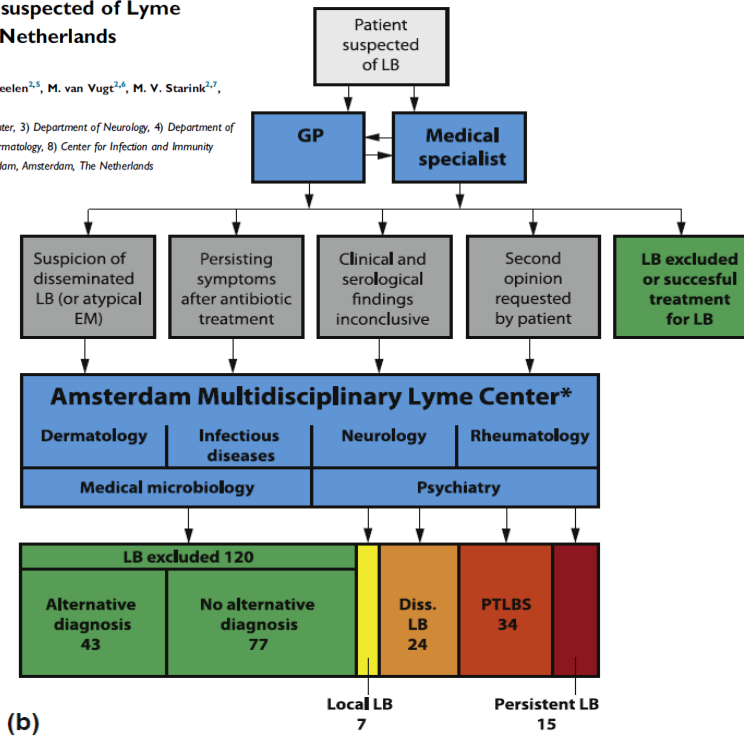 suspected of Lyme
Netherlands
eelen2,5, M. van Vugt2,6, M. V. Starink2,7,
nter, 3) Department of Neurology, 4) Department of
rmatology, 8) Center for Infection and Immunity
dam, Amsterdam, The Netherlands
Patient
suspected
of LB
GP
Medical
specialist
Suspicion of
disseminated
LB (or atypical
EM)
Persisting
symptoms
after antibiotic
treatment
Clinical and
serological
findings
inconclusive
Second
opinion
requested
by patient
LB excluded
or succesful
treatment
for LB
Amsterdam Multidisciplinary Lyme Center*
Dermatology
Infectious
diseases
Neurology
Rheumatology
Medical microbiology
Psychiatry
LB excluded 120
Alternative
diagnosis
43
No alternative
diagnosis
77
Diss.
LB
24
PTLBS
34
Local LB
7
Persistent LB
15
(b)